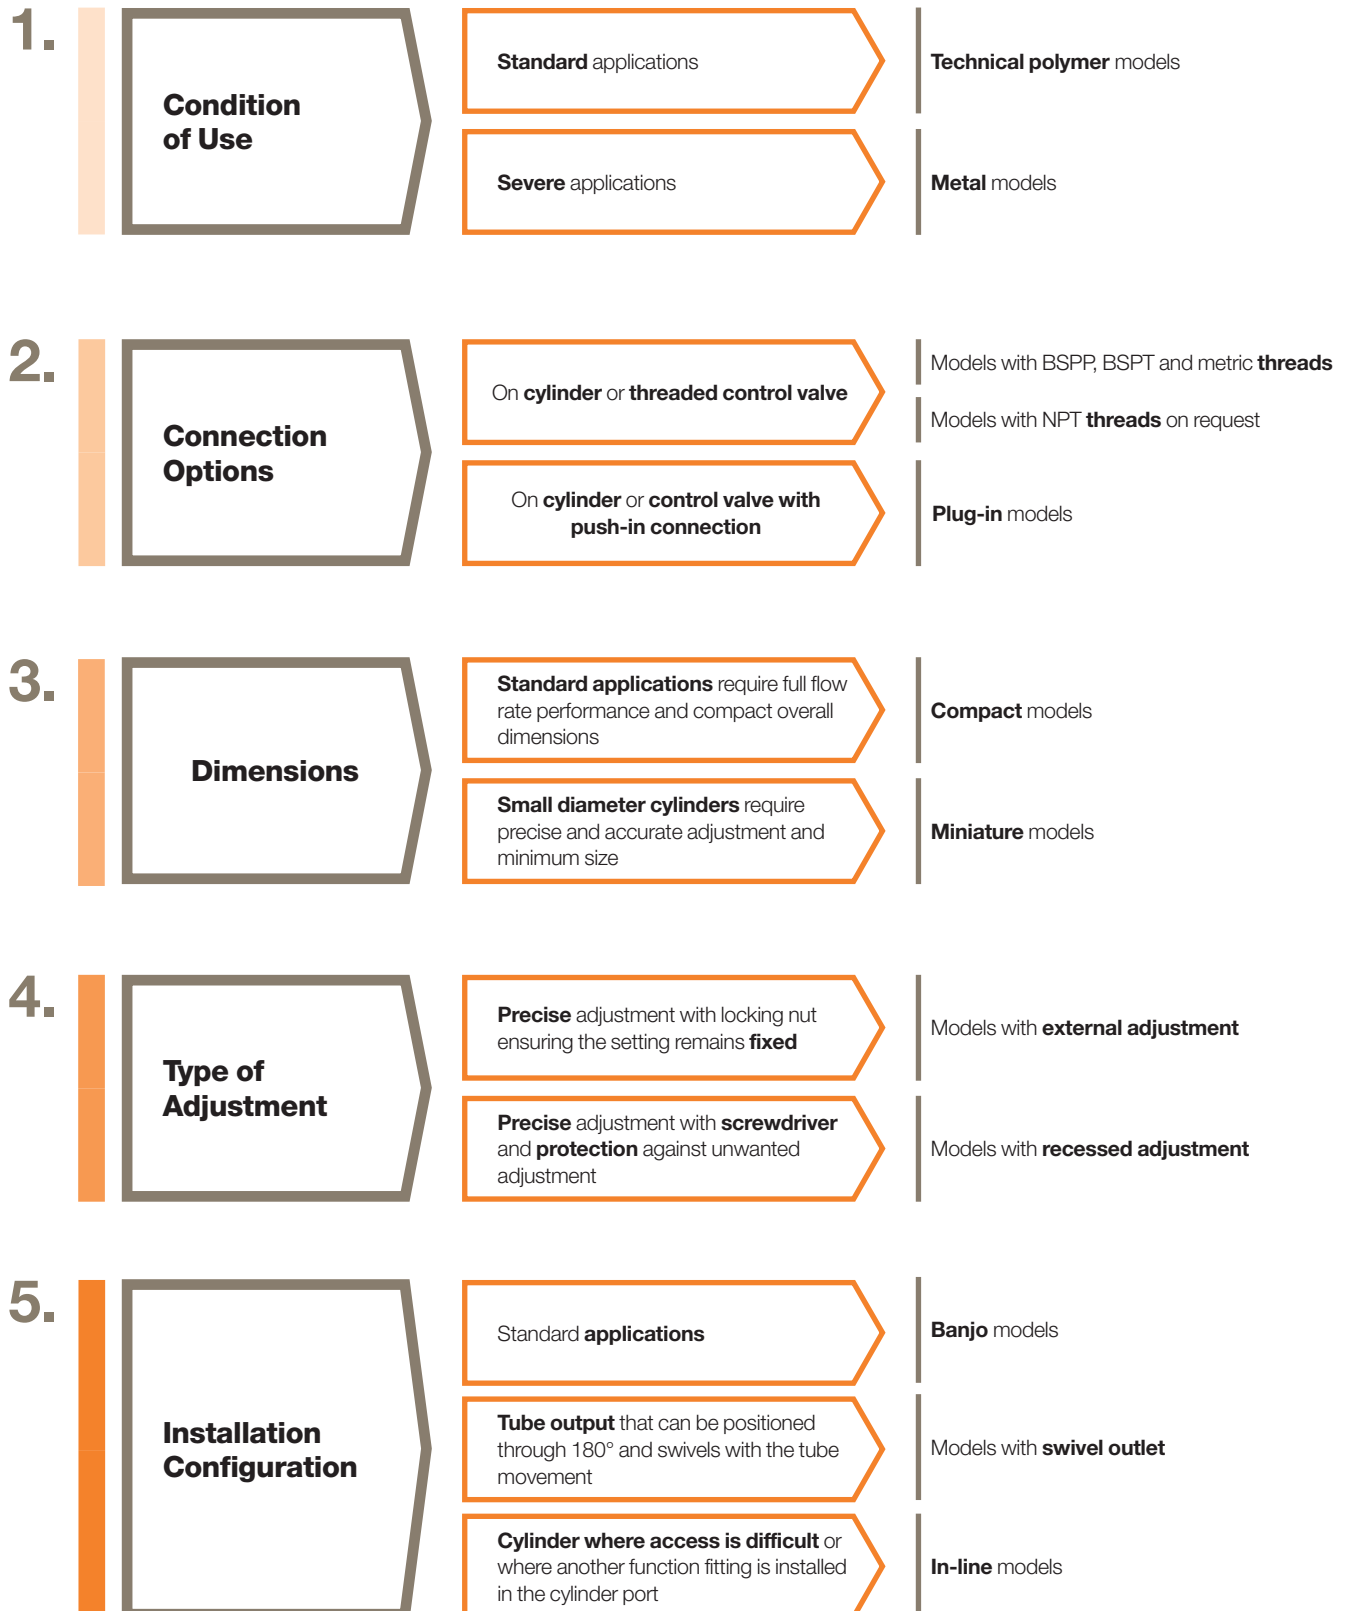 1.
Condition
of Use
Standard applications
Technical polymer models
Severe applications
Metal models
2.
Connection
Options
On cylinder or threaded control valve
Models with BSPP, BSPT and metric threads
Models with NPT threads on request
On cylinder or control valve with
push-in connection
Plug-in models
3.
Dimensions
Standard applications require full flow
rate performance and compact overall
dimensions
Compact models
Small diameter cylinders require
precise and accurate adjustment and
minimum size
Miniature models
4.
Type of
Adjustment
Precise adjustment with locking nut
ensuring the setting remains fixed
Models with external adjustment
Precise adjustment with screwdriver
and protection against unwanted
adjustment
Models with recessed adjustment
5.
Installation
Configuration
Standard applications
Banjo models
Tube output that can be positioned
through 180° and swivels with the tube
movement
Models with swivel outlet
Cylinder where access is difficult or
where another function fitting is installed
in the cylinder port
In-line models